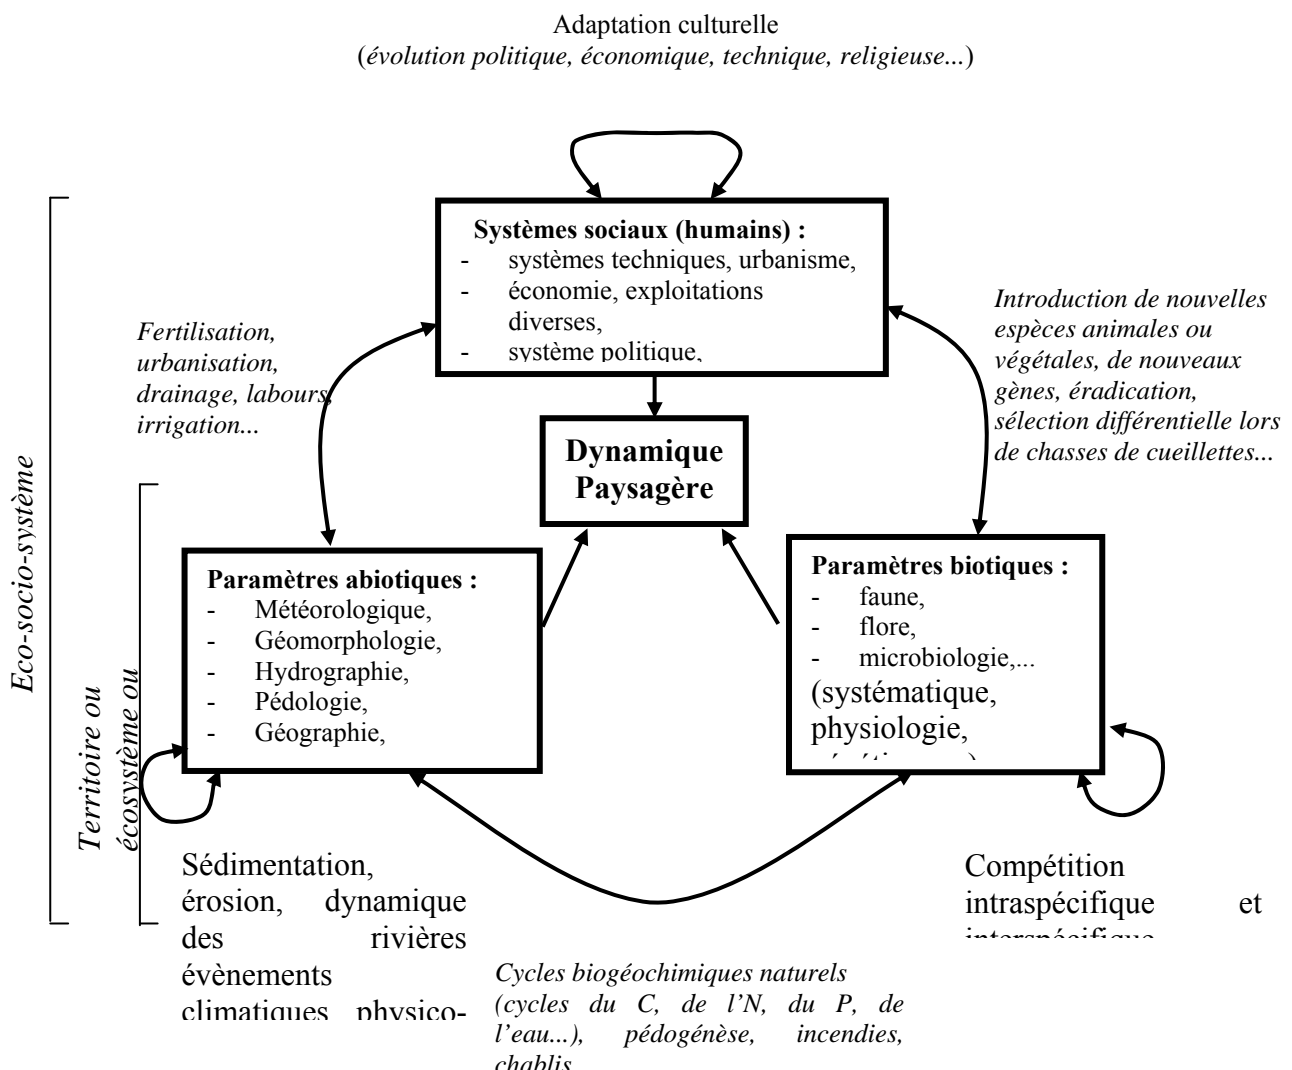 Adaptation culturelle
(évolution politique, économique, technique, religieuse...)
Systèmes sociaux (humains) :
- systèmes techniques, urbanisme,
- économie, exploitations
diverses,
- système politique,
Fertilisation,
urbanisation,
drainage, labours,
irrigation...
Introduction de nouvelles
espèces animales ou
végétales, de nouveaux
gènes, éradication,
sélection différentielle lors
de chasses de cueillettes...
Dynamique
Paysagère
Eco-socio-système
Territoire ou
écosystème ou
Paramètres abiotiques :
- Météorologique,
- Géomorphologie,
- Hydrographie,
- Pédologie,
- Géographie,
Paramètres biotiques :
- faune,
- flore,
- microbiologie,...
(systématique,
physiologie,
Sédimentation,
érosion, dynamique
des rivières
évènements
climatiques physico-
Compétition
intraspécifique et
interspécifique
Cycles biogéochimiques naturels
(cycles du C, de l'N, du P, de
l'eau...), pédogénèse, incendies,
chablis